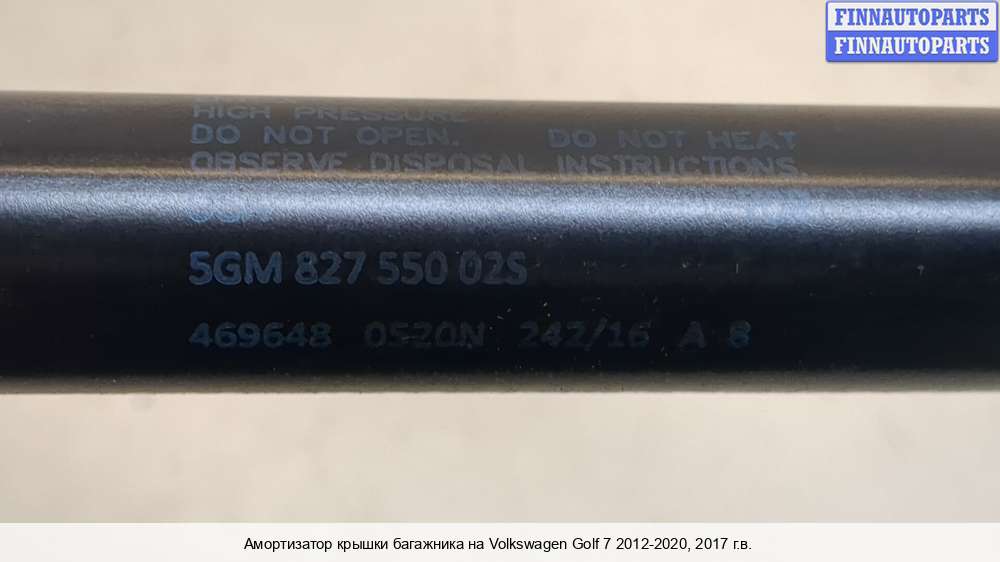 FINNAUTOPARTS
FINNAUTOPARTS
HIGH PRESSURE
DO NOT OPEN. DO NOT HEAT
OBSERVE DISPOSAL INSTRUCTIONS.
5GM 827 550 02S
469648 0520N 242/16 A 8
Амортизатор крышки багажника на Volkswagen Golf 7 2012-2020, 2017 г.в.